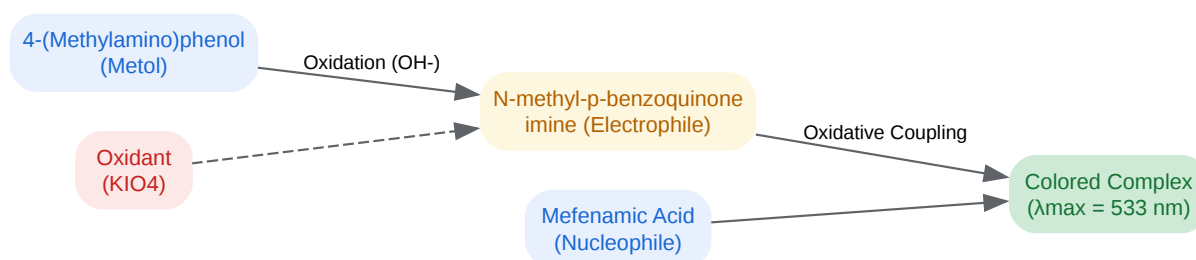 4-(Methylamino)phenol
(Metol)
Oxidation (OH-)
Oxidant
(KIO4)
N-methyl-p-benzoquinone
imine (Electrophile)
Oxidative Coupling
Mefenamic Acid
(Nucleophile)
Colored Complex
(λmax = 533 nm)